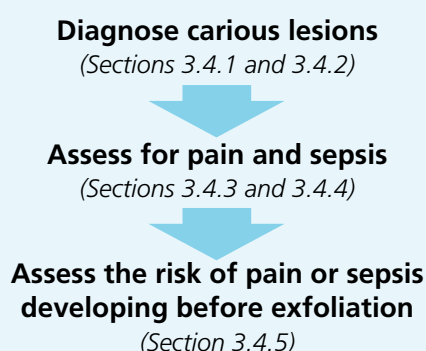 Diagnose carious lesions
(Sections 3.4.1 and 3.4.2)
Assess for pain and sepsis
(Sections 3.4.3 and 3.4.4)
Assess the risk of pain or sepsis
developing before exfoliation
(Section 3.4.5)